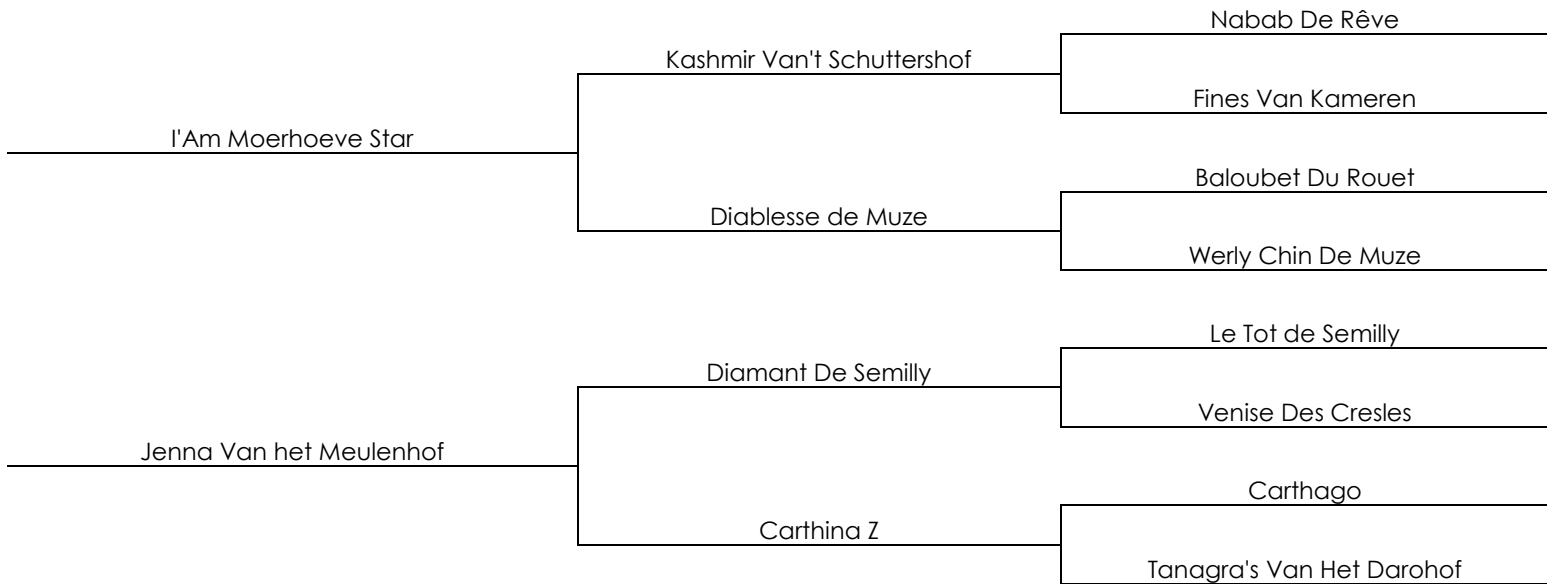 Nabab De Rêve
Kashmir Van't Schuttershof
Fines Van Kameren
I'Am Moerhoeve Star
Baloubet Du Rouet
Diablesse de Muze
Werly Chin De Muze
Le Tot de Semilly
Diamant De Semilly
Venise Des Cresles
Jenna Van het Meulenhof
Carthago
Carthina Z
Tanagra's Van Het Darohof